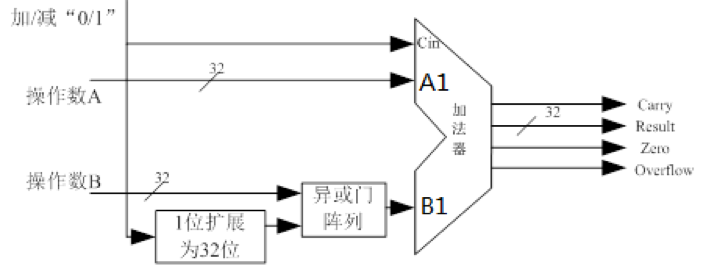 加/减“0/1”
Cin
32
操作数A
A1
加法器
Carry
32
Result
Zero
Overflow
操作数B
32
异或门
阵列
B1
1位扩展
为32位